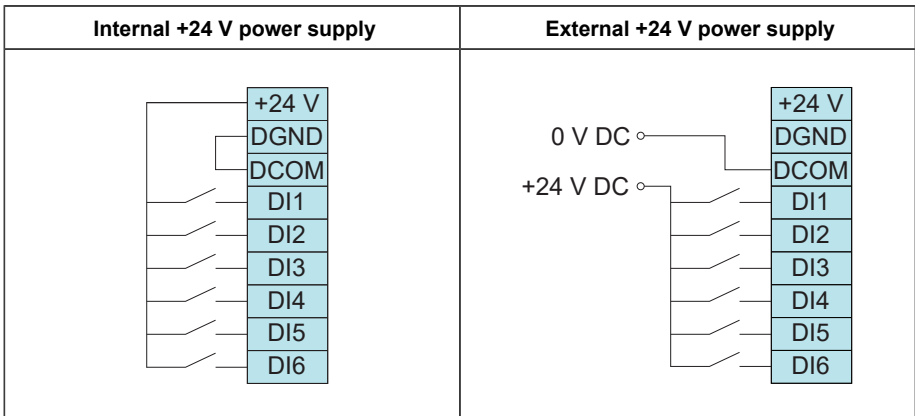 Internal +24 V power supply
External +24 V power supply
+24 V
DGND
DCOM
DI1
DI2
DI3
DI4
DI5
DI6
0 V DC
+24 V DC
+24 V
DGND
DCOM
DI1
DI2
DI3
DI4
DI5
DI6